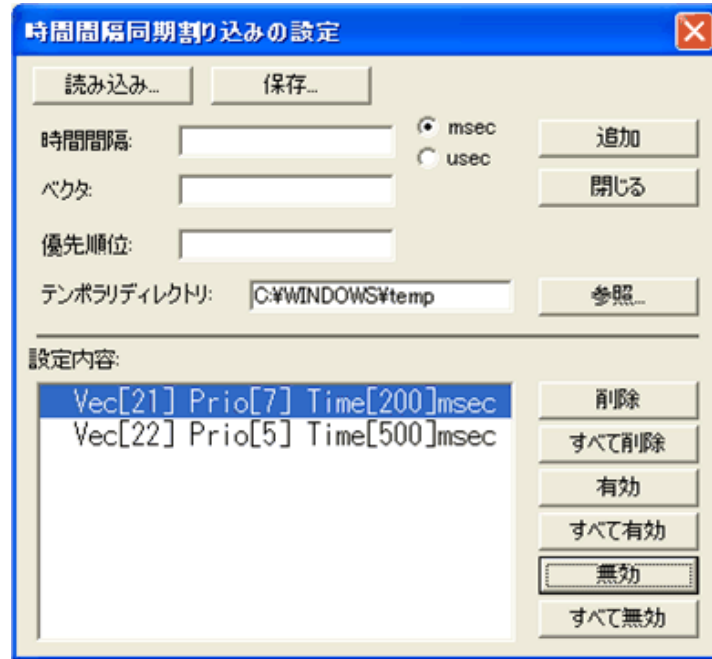 時間間隔同期割り込みの設定
読み込み...
保存...
時間間隔:
msec
usec
追加
ベクタ:
閉じる
優先順位:
テンポラリディレクトリ:
C:¥WINDOWS¥temp
参照...
設定内容:
Vec[21] Prio[7] Time[200]msec
Vec[22] Prio[5] Time[500]msec
削除
すべて削除
有効
すべて有効
無効
すべて無効